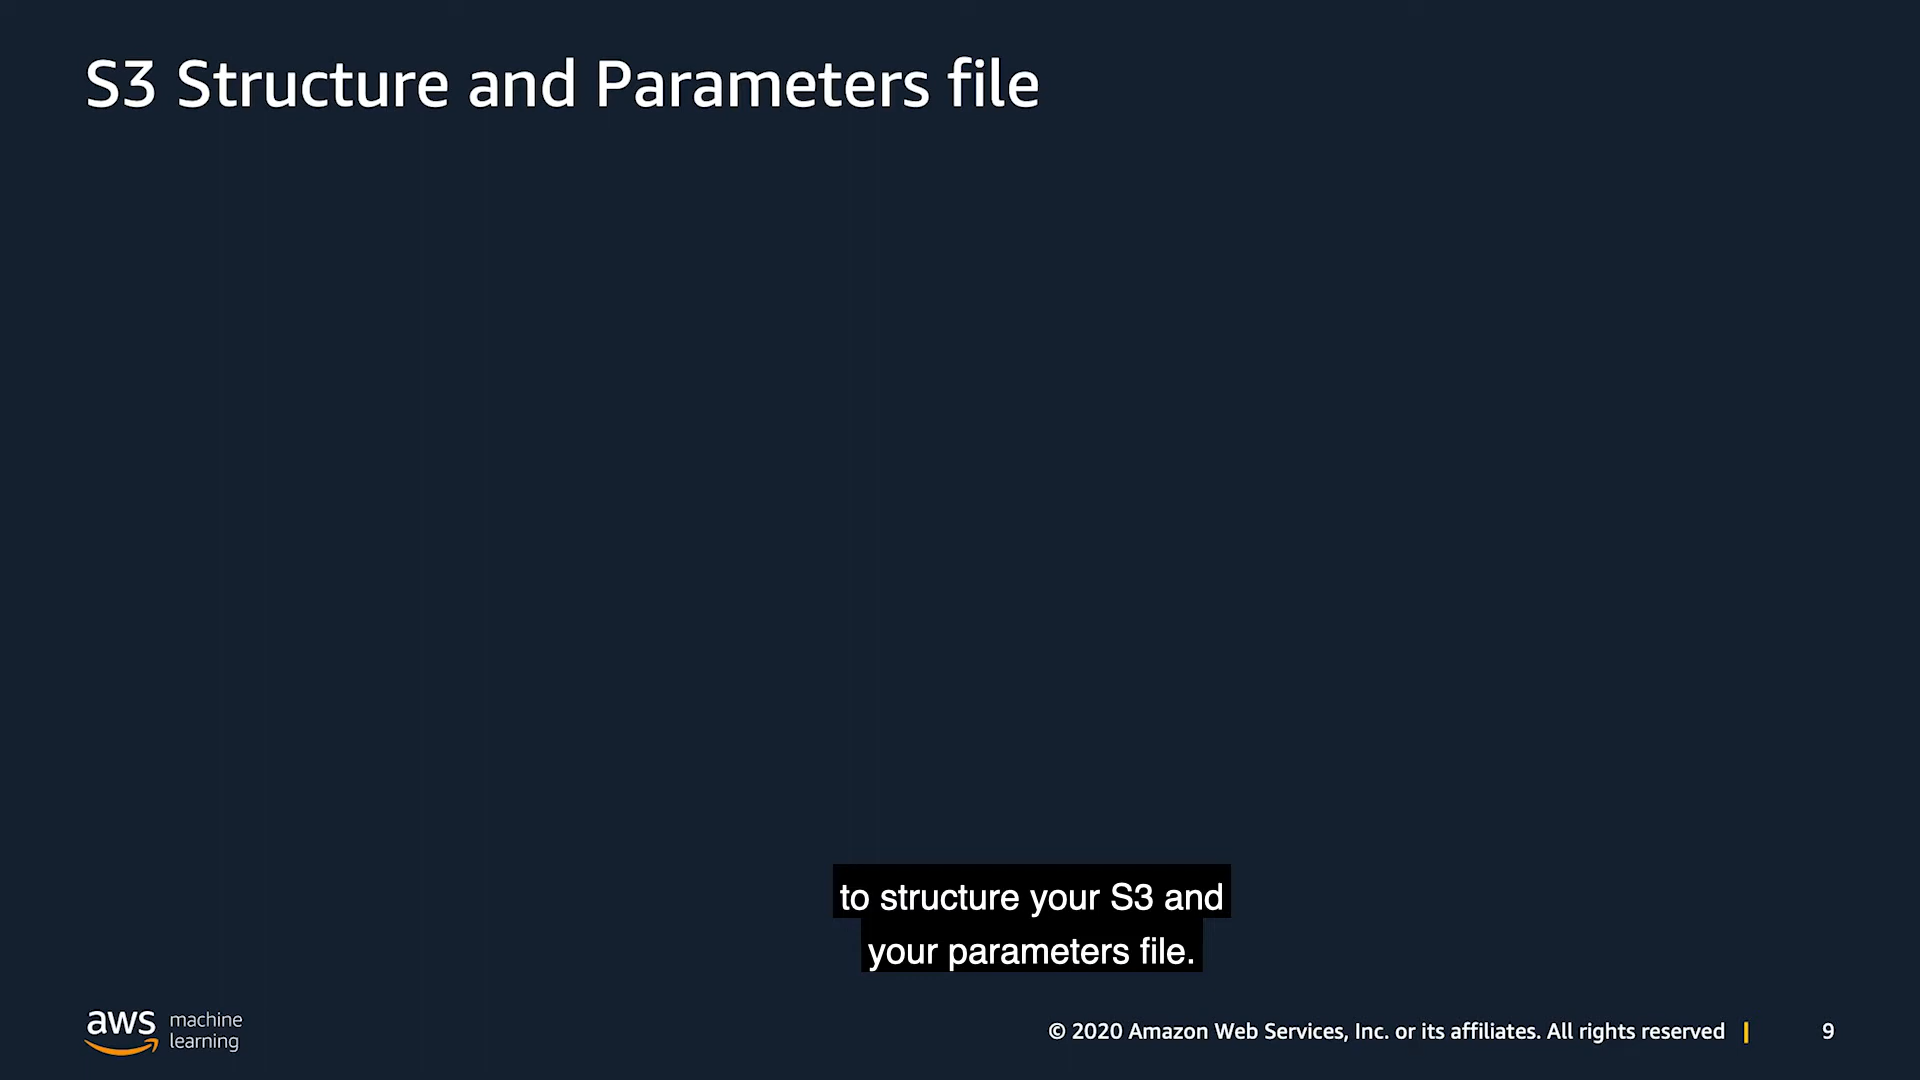 S3 Structure and Parameters file
to structure your S3 and
your parameters file.
aws machine
learning
© 2020 Amazon Web Services, Inc. or its affiliates. All rights reserved | 9